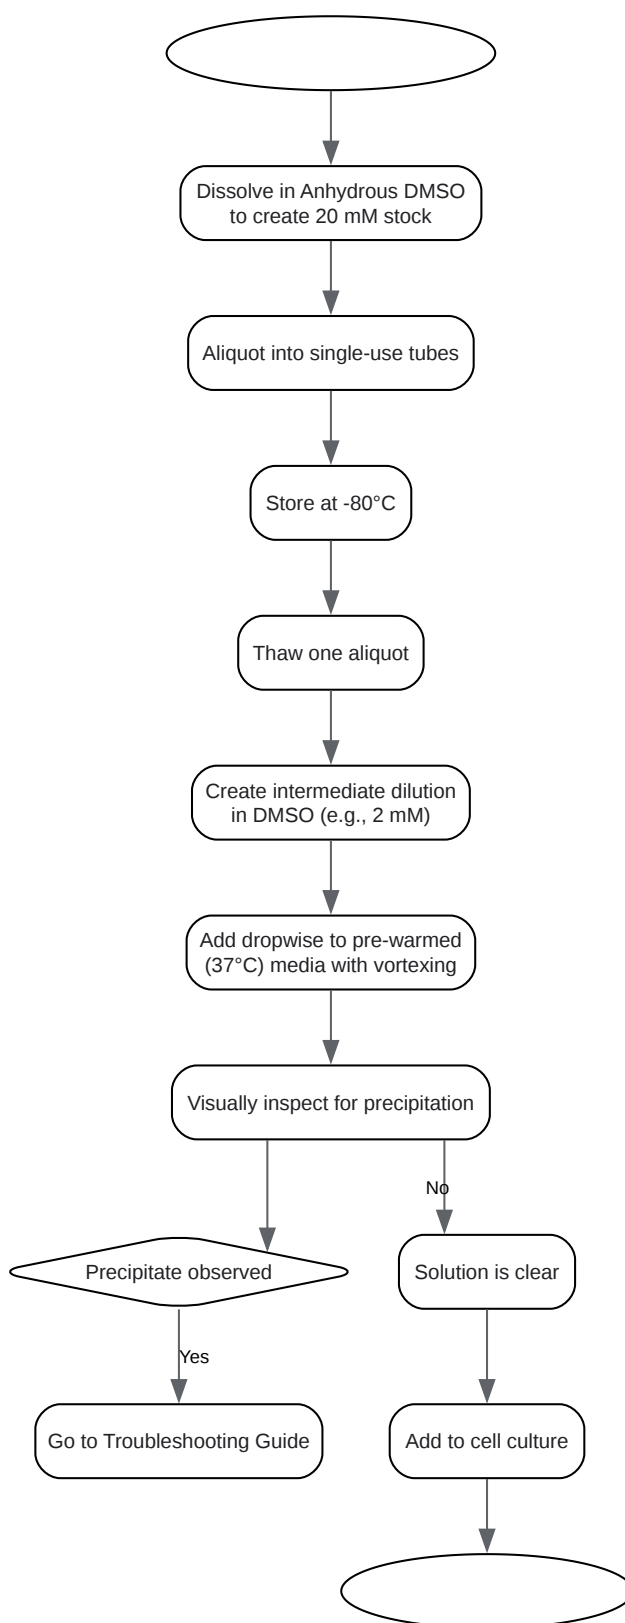 Dissolve in Anhydrous DMSO
to create 20 mM stock
Aliquot into single-use tubes
Store at -80°C
Thaw one aliquot
Create intermediate dilution
in DMSO (e.g., 2 mM)
Add dropwise to pre-warmed
(37°C) media with vortexing
Visually inspect for precipitation
No
Precipitate observed
Solution is clear
Yes
Go to Troubleshooting Guide
Add to cell culture